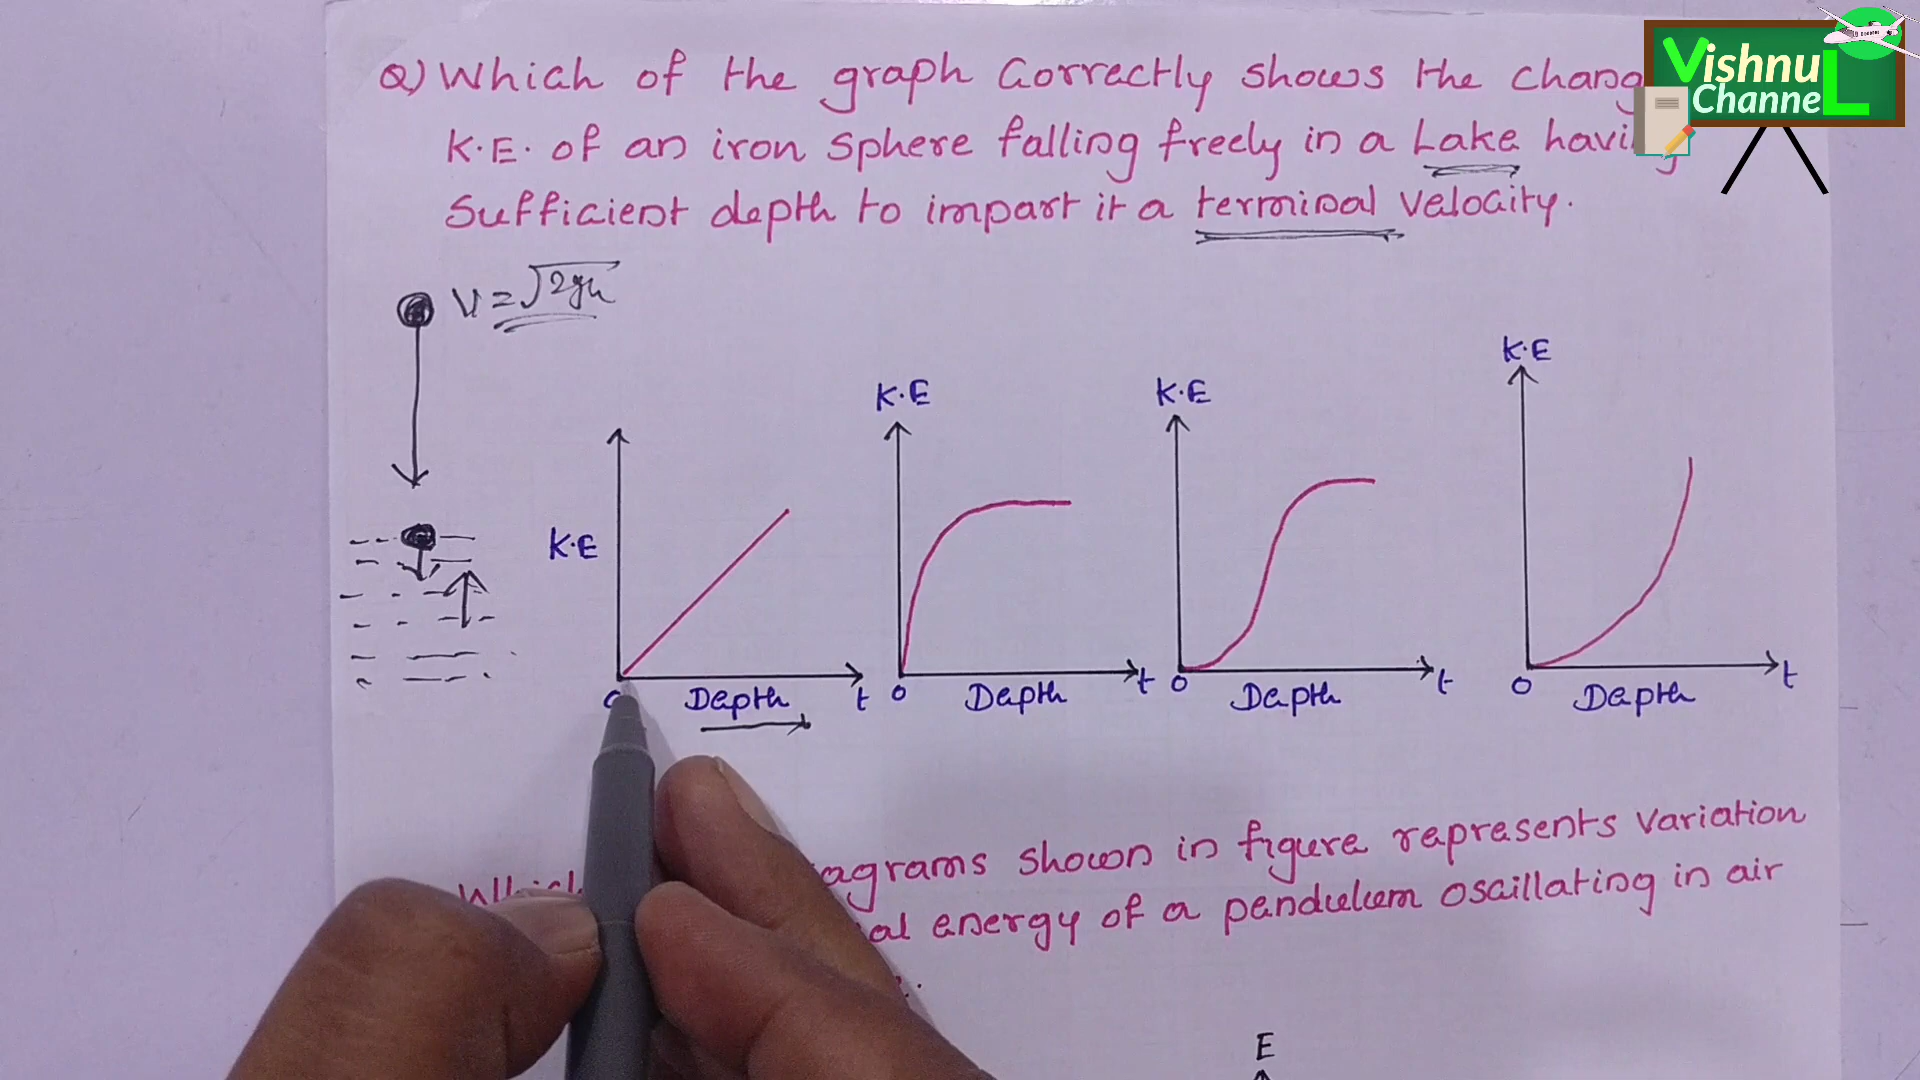 Q) Which of the graph correctly shows the
K.E. of an iron sphere falling freely in a Lake
sufficient depth to impart it a terminal velocity.
Vishnu
ChanneL
V = √2gh
K.E
K.E
K.E
K.E
Depth t
0 Depth t
0 Depth t
0 Depth t
agrams shown in figure represents variation
al energy of a pendulum oscillating in air
E